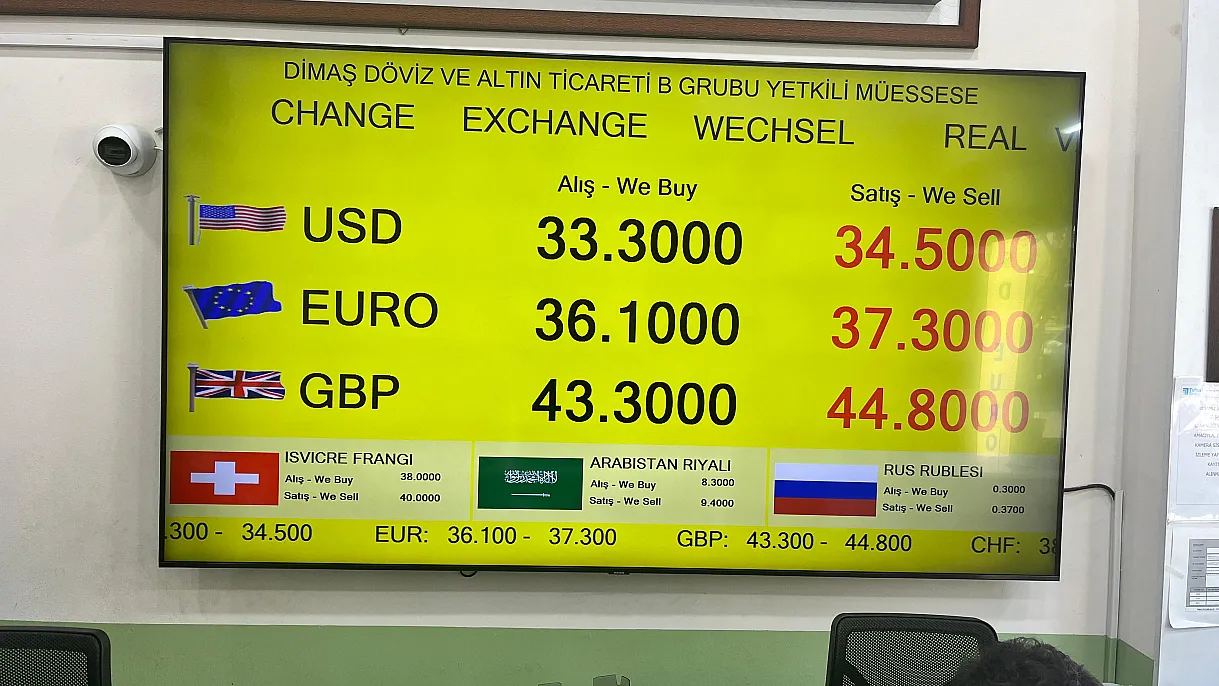 DİMAŞ DÖVİZ VE ALTIN TİCARETİ B GRUBU YETKİLİ MÜESSESE
CHANGE EXCHANGE WECHSEL REAL
Alış - We Buy Satış - We Sell
USD 33.3000 34.5000
EURO 36.1000 37.3000
GBP 43.3000 44.8000
ISVICRE FRANGI
Alış - We Buy 38.0000
Satış - We Sell 40.0000
ARABISTAN RIYALI
Alış - We Buy 8.3000
Satış - We Sell 9.4000
RUS RUBLESI
Alış - We Buy 0.3000
Satış - We Sell 0.3700
.300 - 34.500 EUR: 36.100 - 37.300 GBP: 43.300 - 44.800 CHF: 38